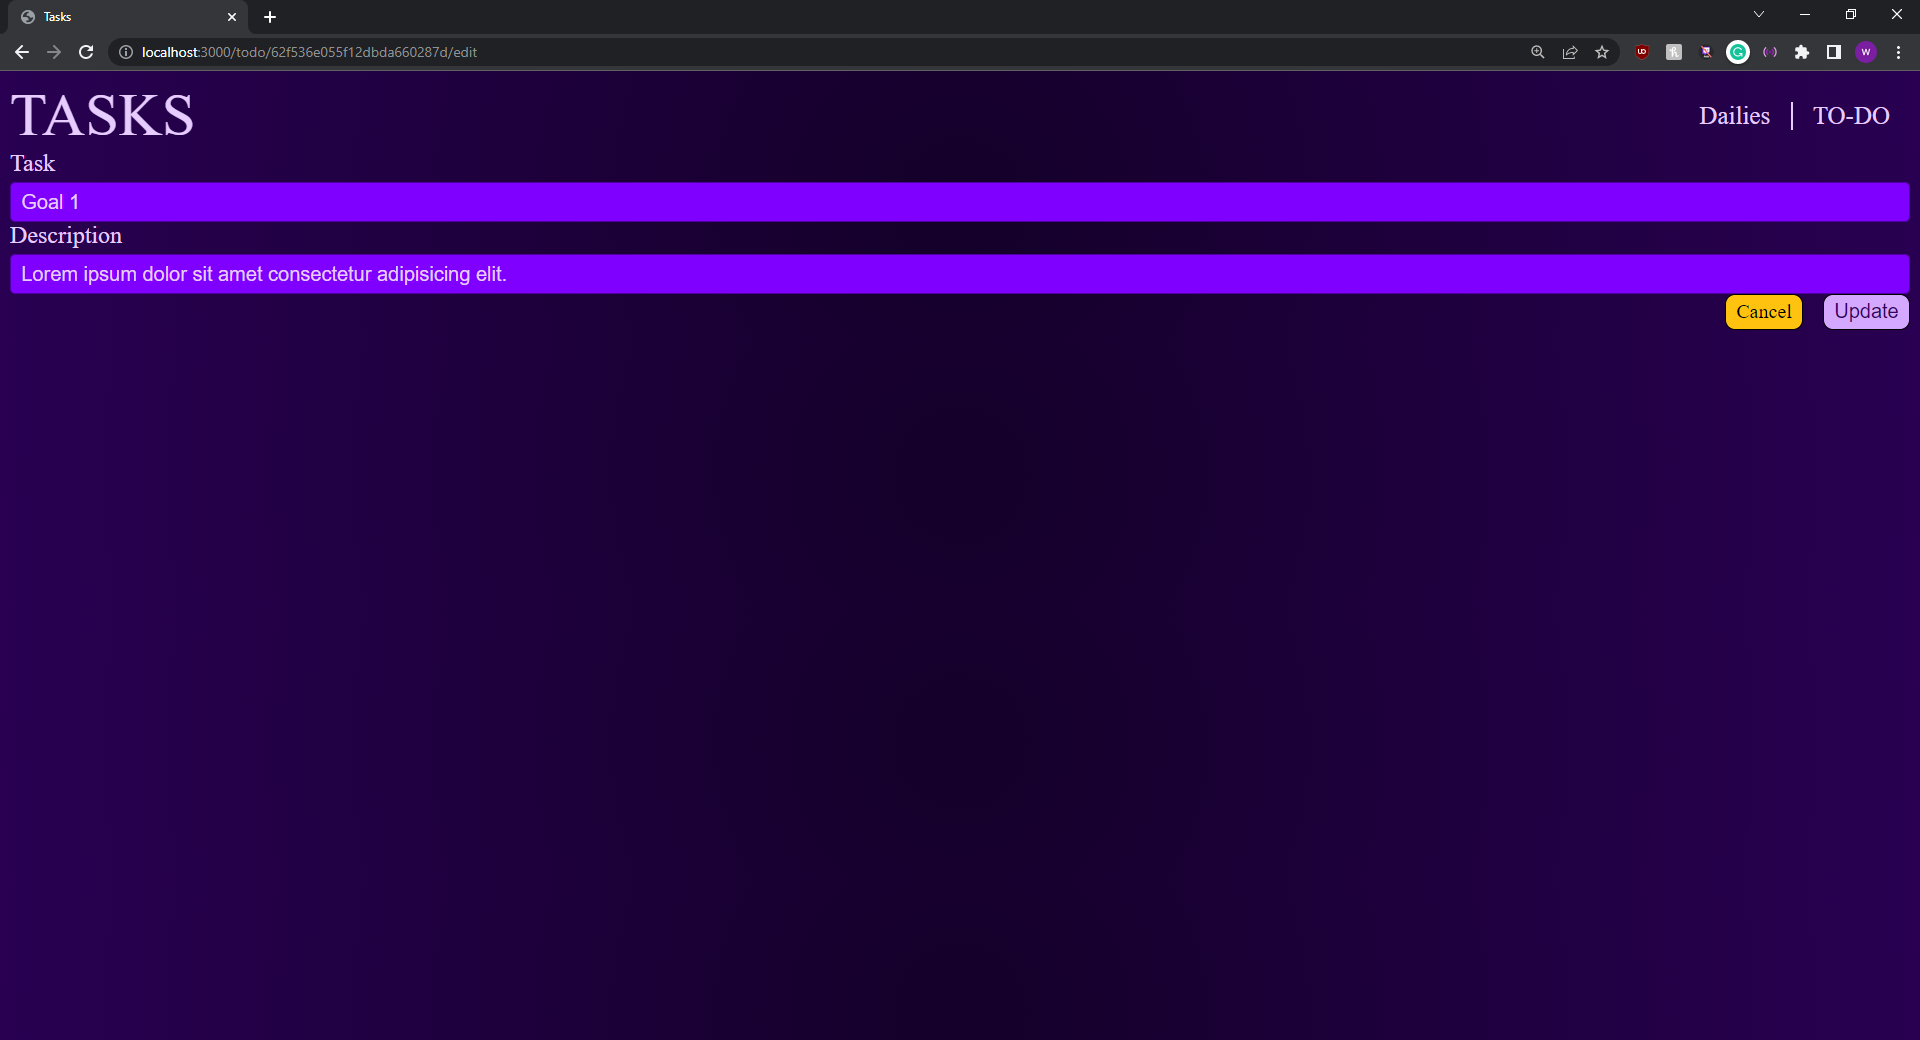 Tasks
localhost:3000/todo/62f536e055f12dbda660287d/edit
W
TASKS
Dailies
TO-DO
Task
Goal 1
Description
Lorem ipsum dolor sit amet consectetur adipisicing elit.
Cancel
Update